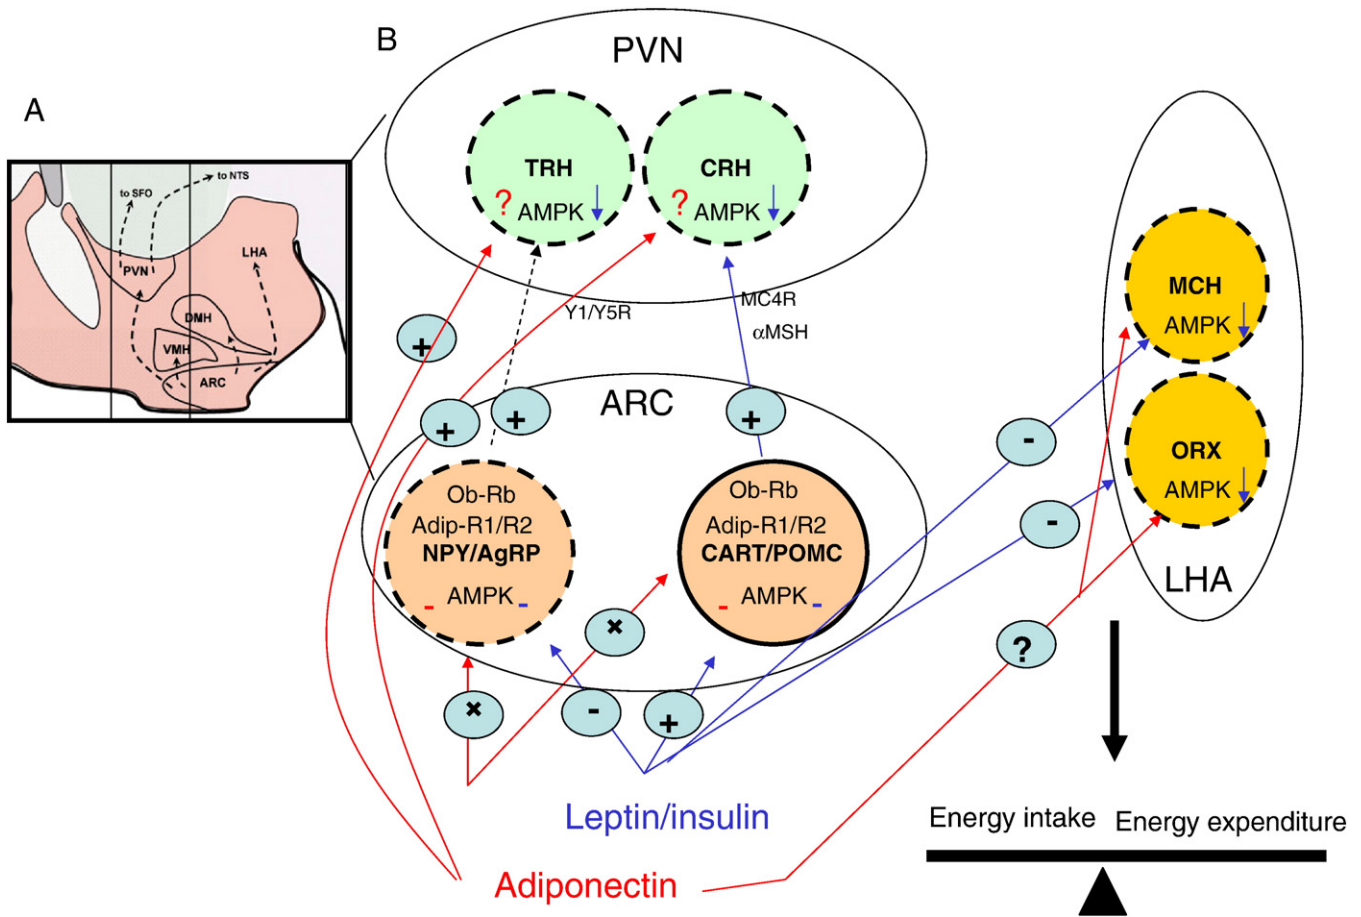 A
to SFO
to NTS
PVN
LHA
DMH
VMH
ARC
B
PVN
TRH
? AMPK
CRH
? AMPK
Y1/Y5R
MC4R
αMSH
+
+
+
+
ARC
Ob-Rb
Adip-R1/R2
NPY/AgRP
- AMPK -
Ob-Rb
Adip-R1/R2
CART/POMC
- AMPK -
×
×
-
+
-
-
?
MCH
AMPK
ORX
AMPK
LHA
Leptin/insulin
Adiponectin
Energy intake
Energy expenditure